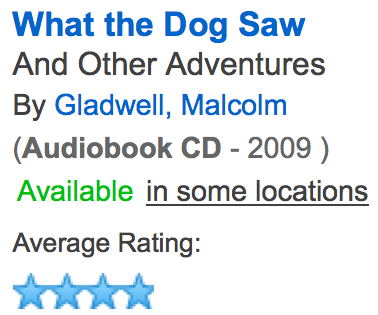 What the Dog Saw
And Other Adventures
By Gladwell, Malcolm
(Audiobook CD - 2009 )
Available in some locations
Average Rating: